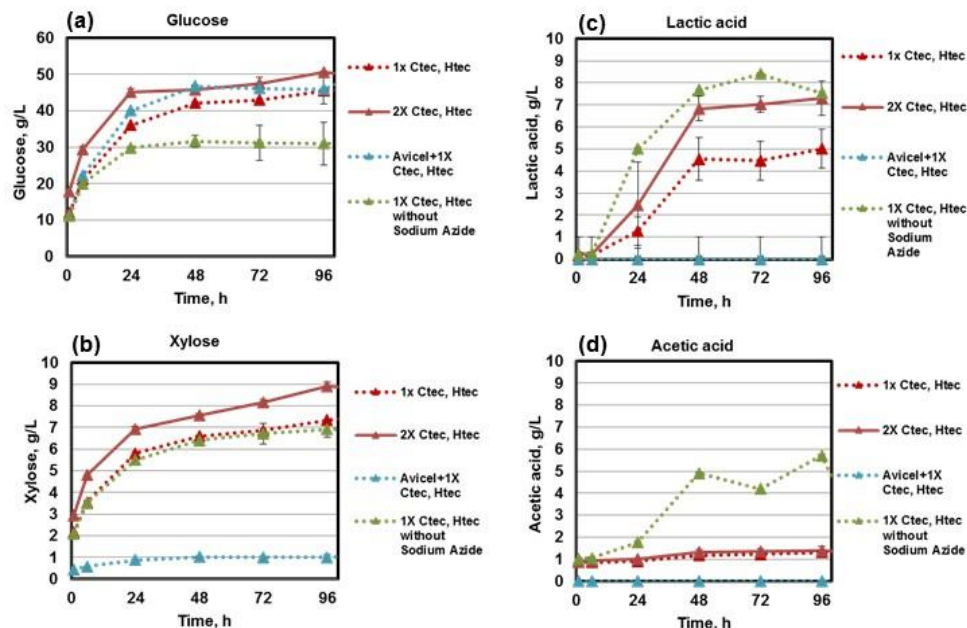 (a)
Glucose
Glucose, g/L
60
50
40
30
20
10
0
0 24 48 72 96
Time, h
1x Ctec, Htec
2X Ctec, Htec
Avicel+1X
Ctec, Htec
1X Ctec, Htec
without
Sodium Azide
(c)
Lactic acid
Lactic acid, g/L
10
9
8
7
6
5
4
3
2
1
0
0 24 48 72 96
Time, h
1x Ctec, Htec
2X Ctec, Htec
Avicel+1X
Ctec, Htec
1X Ctec, Htec
without
Sodium
Azide
(b)
Xylose
Xylose, g/L
10
9
8
7
6
5
4
3
2
1
0
0 24 48 72 96
Time, h
1x Ctec, Htec
2X Ctec, Htec
Avicel+1X
Ctec, Htec
1X Ctec, Htec
without
Sodium Azide
(d)
Acetic acid
Acetic acid, g/L
10
9
8
7
6
5
4
3
2
1
0
0 24 48 72 96
Time, h
1x Ctec, Htec
2X Ctec, Htec
Avicel+1X
Ctec, Htec
1X Ctec, Htec
without
Sodium Azide